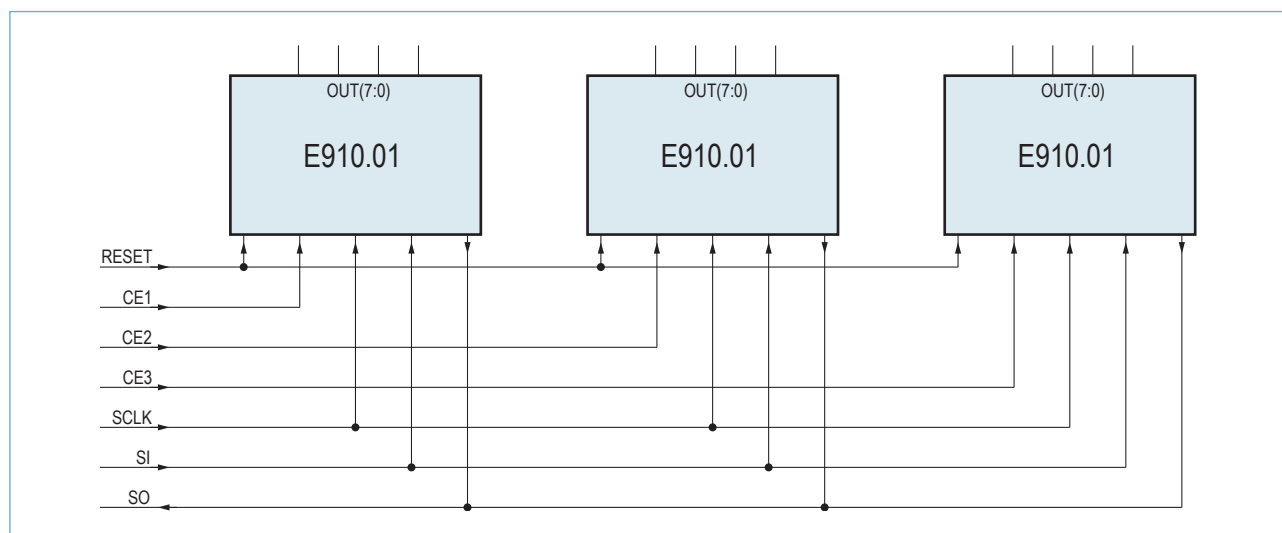 OUT(7:0)
E910.01
OUT(7:0)
E910.01
OUT(7:0)
E910.01
RESET
CE1
CE2
CE3
SCLK
SI
SO